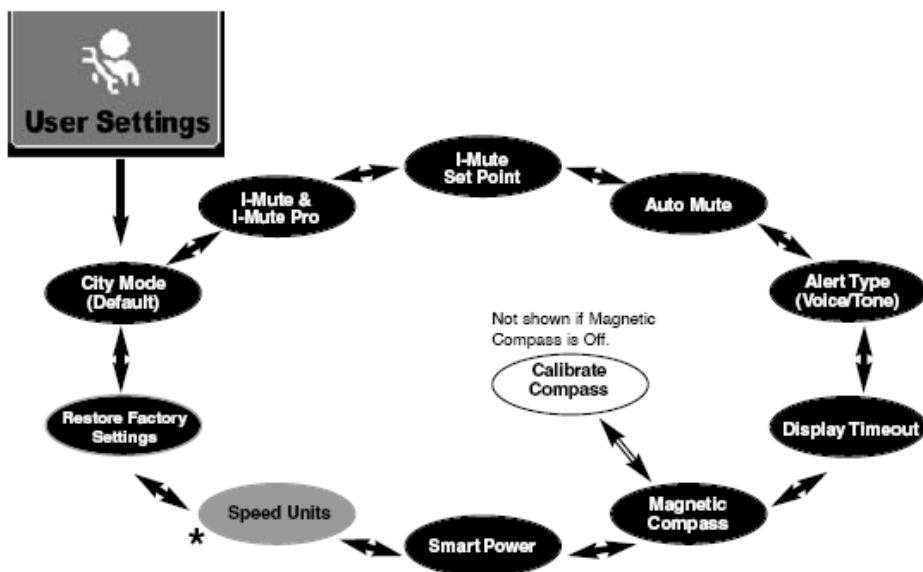 User Settings
I-Mute
Set Point
I-Mute &
I-Mute Pro
Auto Mute
City Mode
(Default)
Alert Type
(Voice/Tone)
Not shown if Magnetic
Compass is Off.
Calibrate
Compass
Restore Factory
Settings
Display Timeout
Speed Units
*
Magnetic
Compass
Smart Power